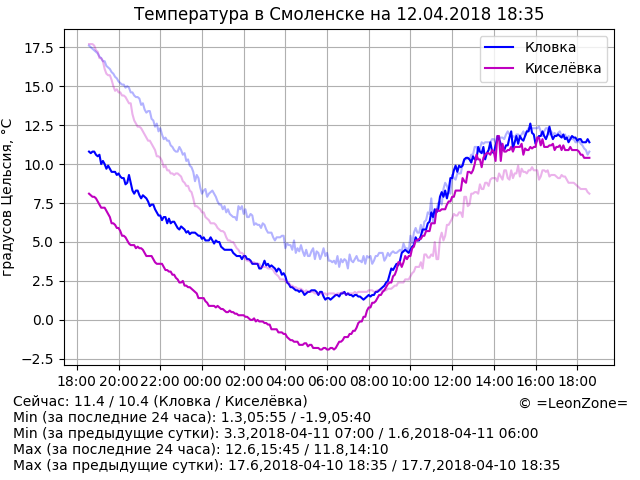 Температура в Смоленске на 12.04.2018 18:35
Кловка
Киселёвка
градусов Цельсия, °C
17.5
15.0
12.5
10.0
7.5
5.0
2.5
0.0
−2.5
18:00 20:00 22:00 00:00 02:00 04:00 06:00 08:00 10:00 12:00 14:00 16:00 18:00
Сейчас: 11.4 / 10.4 (Кловка / Киселёвка)
© =LeonZone=
Min (за последние 24 часа): 1.3,05:55 / -1.9,05:40
Min (за предыдущие сутки): 3.3,2018-04-11 07:00 / 1.6,2018-04-11 06:00
Max (за последние 24 часа): 12.6,15:45 / 11.8,14:10
Max (за предыдущие сутки): 17.6,2018-04-10 18:35 / 17.7,2018-04-10 18:35